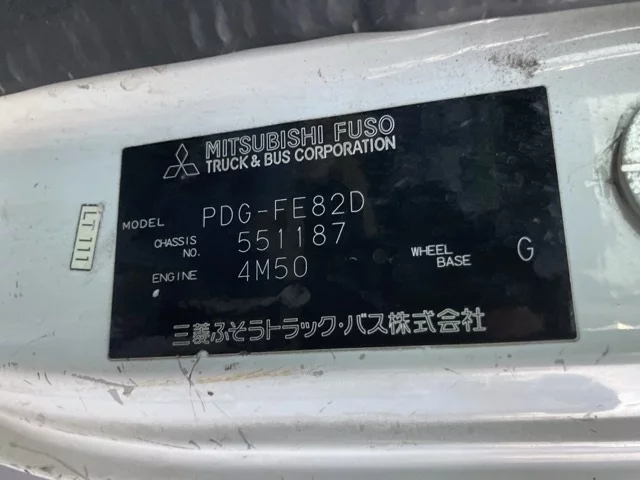 MITSUBISHI FUSO
TRUCK & BUS CORPORATION
MODEL PDG-FE82D
CHASSIS NO. 551187
ENGINE 4M50 WHEEL BASE G
三菱ふそうトラック・バス株式会社
LT111